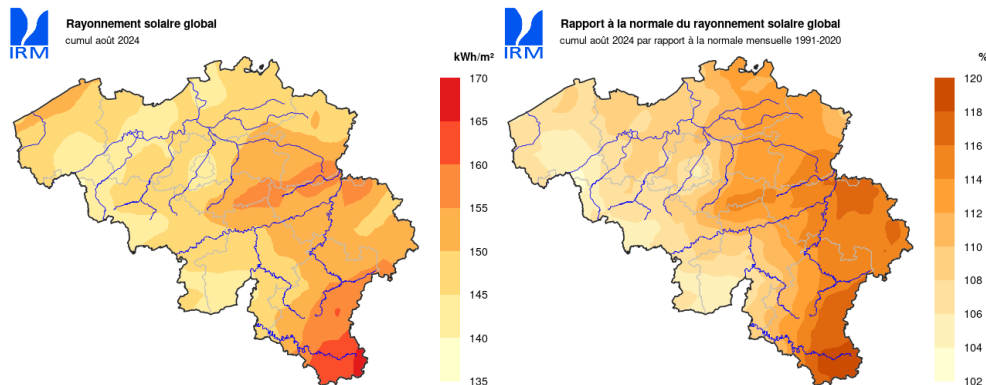 IRM
Rayonnement solaire global
cumul août 2024
kWh/m²
170
165
160
155
150
145
140
135
IRM
Rapport à la normale du rayonnement solaire global
cumul août 2024 par rapport à la normale mensuelle 1991-2020
%
120
118
116
114
112
110
108
106
104
102